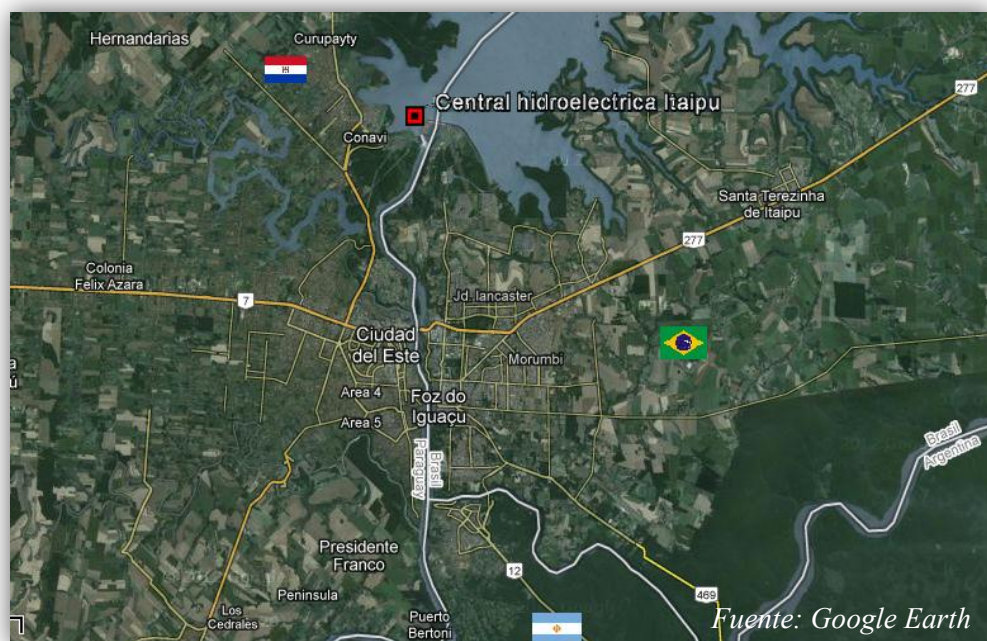 Hernandarias
Curupayty
277
Central hidroelectrica Itaipu
Conavi
Santa Terezinha
de Itaipu
277
Colonia
Felix Azara
7
Jd. lancaster
Ciudad
del Este
Morumbi
a
ú
Area 4
Foz do
Iguaçu
Area 5
Brasil
Argentina
Paraguay
Brasil
Presidente
Franco
12
Peninsula
469
Los
Cedrales
Puerto
Bertoni
Fuente: Google Earth